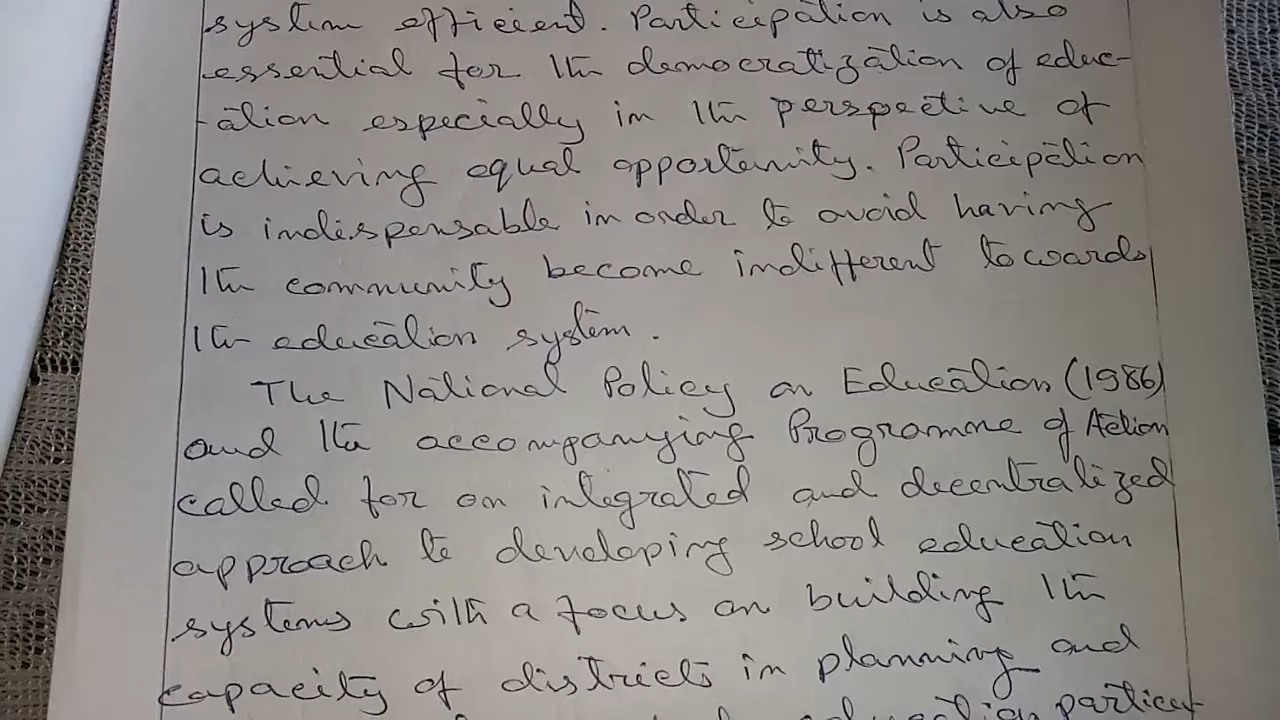 system efficient. Participation is also
essential for the democratization of educ-
-ation especially in the perspective of
achieving equal opportunity. Participation
is indispensable in order to avoid having
the community become indifferent towards
the education system.
The National Policy on Education (1986)
and the accompanying Programme of Action
called for on integrated and decentralized
approach to developing school education
systems with a focus on building the
capacity of districts in planning and
education particu